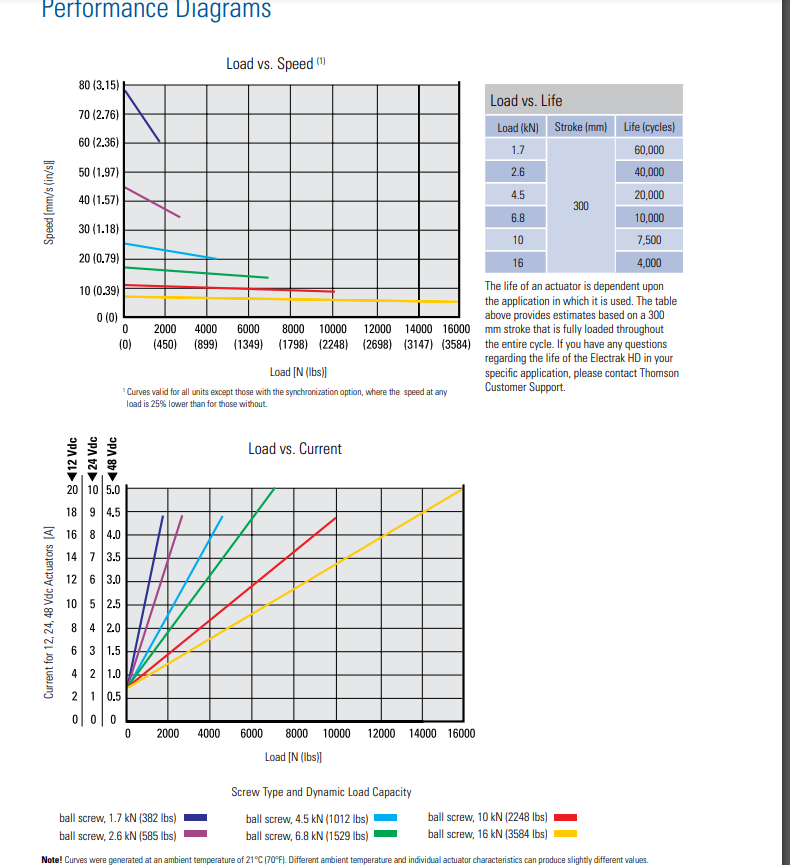 Performance Diagrams
Load vs. Speed (1)
80 (3,15)
70 (2.76)
60 (2,36)
50 (1,97)
40 (1.57)
30 (1.18)
20 (0,79)
10 (0.39)
0 (0)
Speed [mm/s (in/s)]
0 2000 4000 6000 8000 10000 12000 14000 16000
(0) (450) (899) (1349) (1798) (2248) (2698) (3147) (3584)
Load [N (lbs)]
¹ Curves valid for all units except those with the synchronization option, where the speed at any
load is 25% lower than for those without.
Load vs. Life
Load (kN) Stroke (mm) Life (cycles)
1.7 60,000
2.6 40,000
4.5 20,000
300
6.8 10,000
10 7,500
16 4,000
The life of an actuator is dependent upon
the application in which it is used. The table
above provides estimates based on a 300
mm stroke that is fully loaded throughout
the entire cycle. If you have any questions
regarding the life of the Electrak HD in your
specific application, please contact Thomson
Customer Support.
Load vs. Current
12 Vdc 24 Vdc 48 Vdc
20 10 5.0
18 9 4,5
16 8 4,0
14 7 3.5
12 6 3,0
10 5 2.5
8 4 2.0
6 3 1.5
4 2 1.0
2 1 0,5
0 0 0
Current for 12, 24, 48 Vdc Actuators [A]
0 2000 4000 6000 8000 10000 12000 14000 16000
Load [N (lbs)]
Screw Type and Dynamic Load Capacity
ball screw, 1.7 kN (382 lbs) ball screw, 4.5 kN (1012 lbs) ball screw, 10 kN (2248 lbs)
ball screw, 2.6 kN (585 lbs) ball screw, 6.8 kN (1529 lbs) ball screw, 16 kN (3584 lbs)
Note! Curves were generated at an ambient temperature of 21°C (70°F). Different ambient temperature and individual actuator characteristics can produce slightly different values.